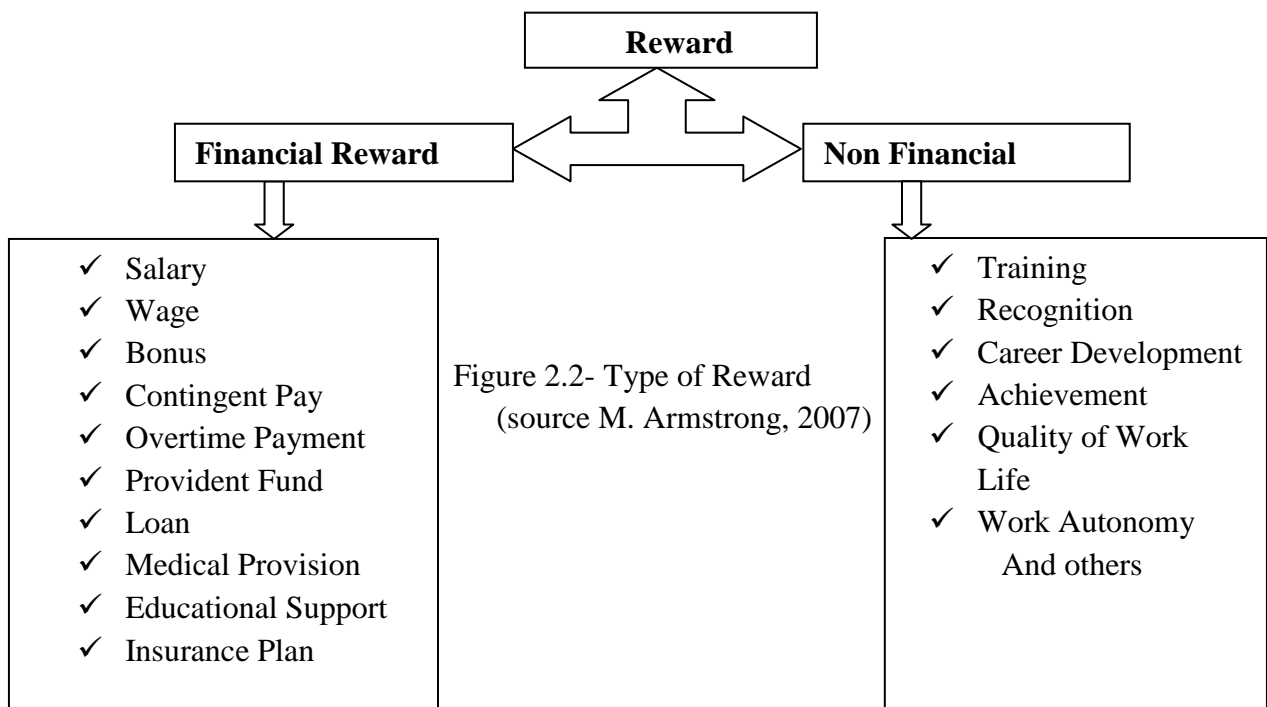 Reward
Financial Reward
Non Financial
✓ Salary
✓ Wage
✓ Bonus
✓ Contingent Pay
✓ Overtime Payment
✓ Provident Fund
✓ Loan
✓ Medical Provision
✓ Educational Support
✓ Insurance Plan
Figure 2.2- Type of Reward
(source M. Armstrong, 2007)
✓ Training
✓ Recognition
✓ Career Development
✓ Achievement
✓ Quality of Work
Life
✓ Work Autonomy
And others